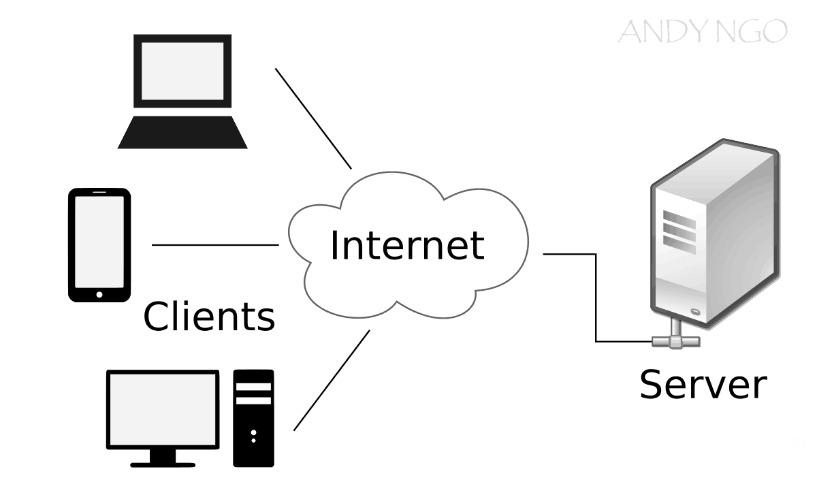 ANDY NGO
Internet
Clients
Server